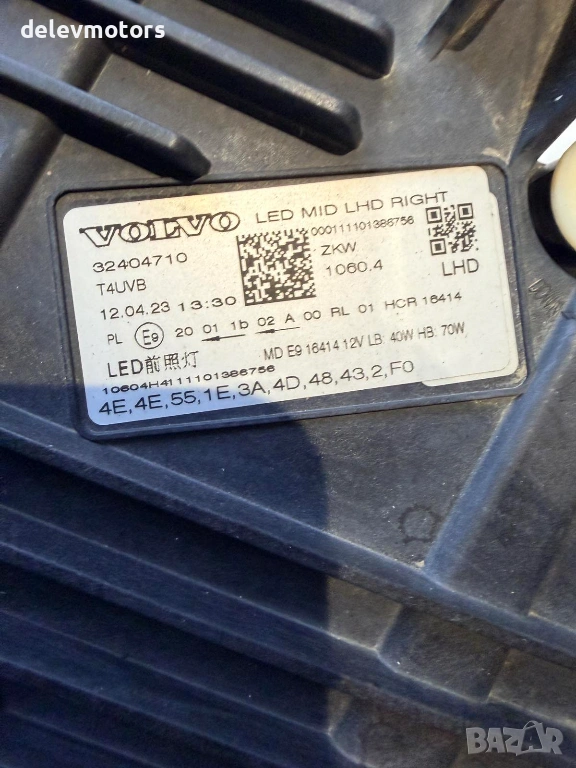 delevmotors
VOLVO LED MID LHD RIGHT
000111101386756
32404710 ZKW
T4UVB 1060.4 LHD
12.04.23 13:30
PL E9 20 01 1b 02 A 00 RL 01 HCR 16414
LED前照灯 MD E9 16414 12V LB: 40W HB: 70W
10604H4111101386756
4E,4E,55,1E,3A,4D,48,43,2,F0
BAZAR